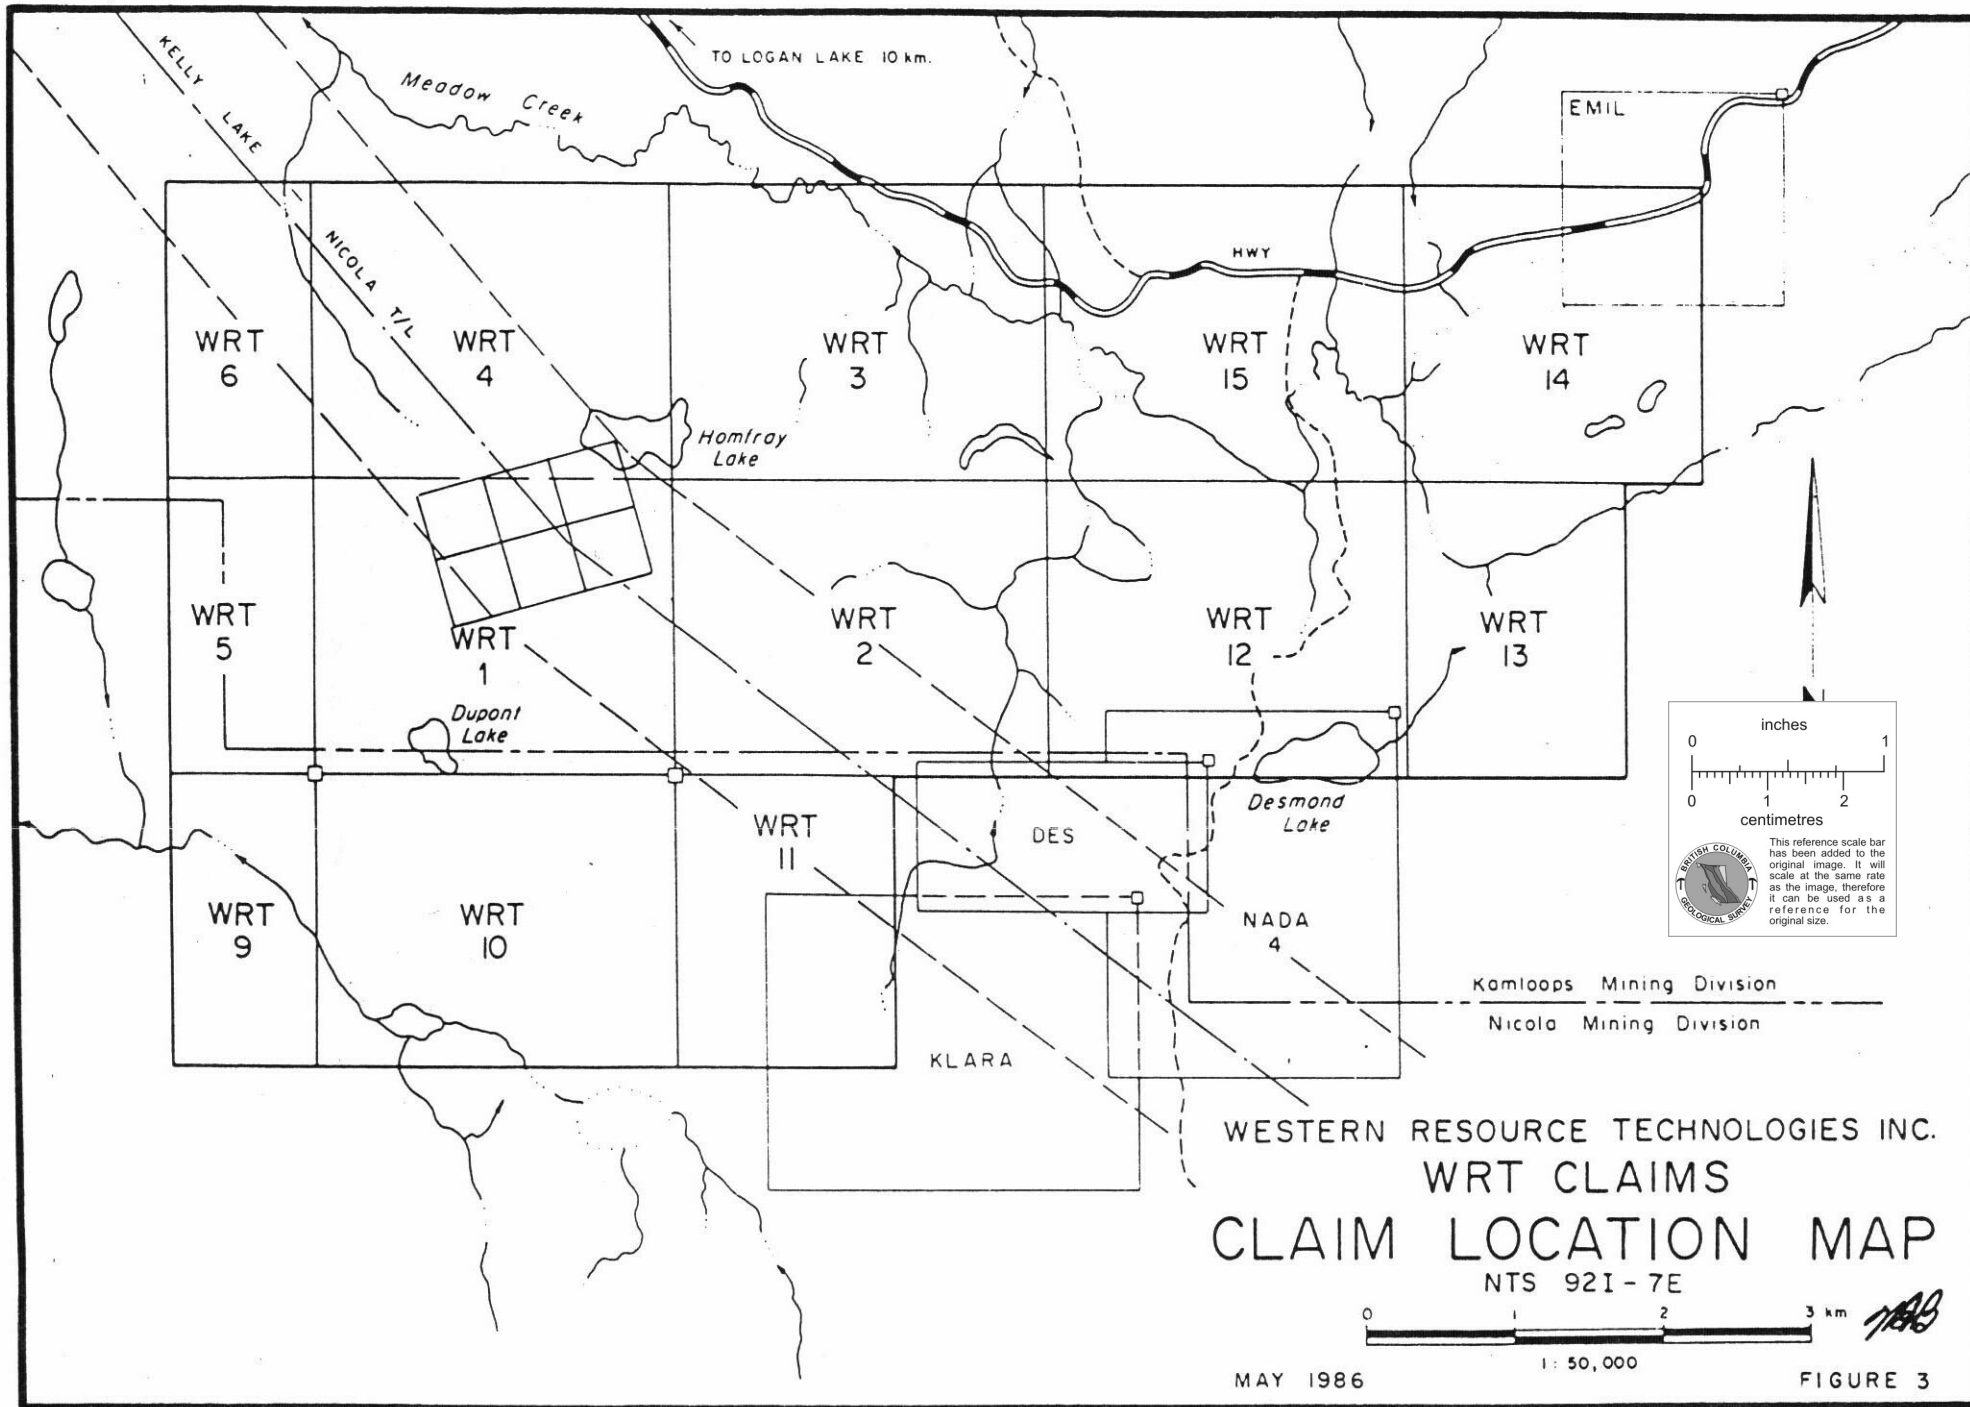 TO LOGAN LAKE 10 km.
KELLY LAKE
Meadow Creek
EMIL
NICOLA T/L
HWY
WRT
6
WRT
4
WRT
3
WRT
15
WRT
14
Homfray
Lake
WRT
5
WRT
1
WRT
2
WRT
12
WRT
13
Dupont
Lake
Desmond
Lake
WRT
11
DES
WRT
9
WRT
10
NADA
4
KLARA
inches
0 1
0 1 2
centimetres
BRITISH COLUMBIA
GEOLOGICAL SURVEY
This reference scale bar
has been added to the
original image. It will
scale at the same rate
as the image, therefore
it can be used as a
reference for the
original size.
Kamloops Mining Division
Nicola Mining Division
WESTERN RESOURCE TECHNOLOGIES INC.
WRT CLAIMS
CLAIM LOCATION MAP
NTS 92I-7E
0 1 2 3 km
1:50,000
MAY 1986
FIGURE 3